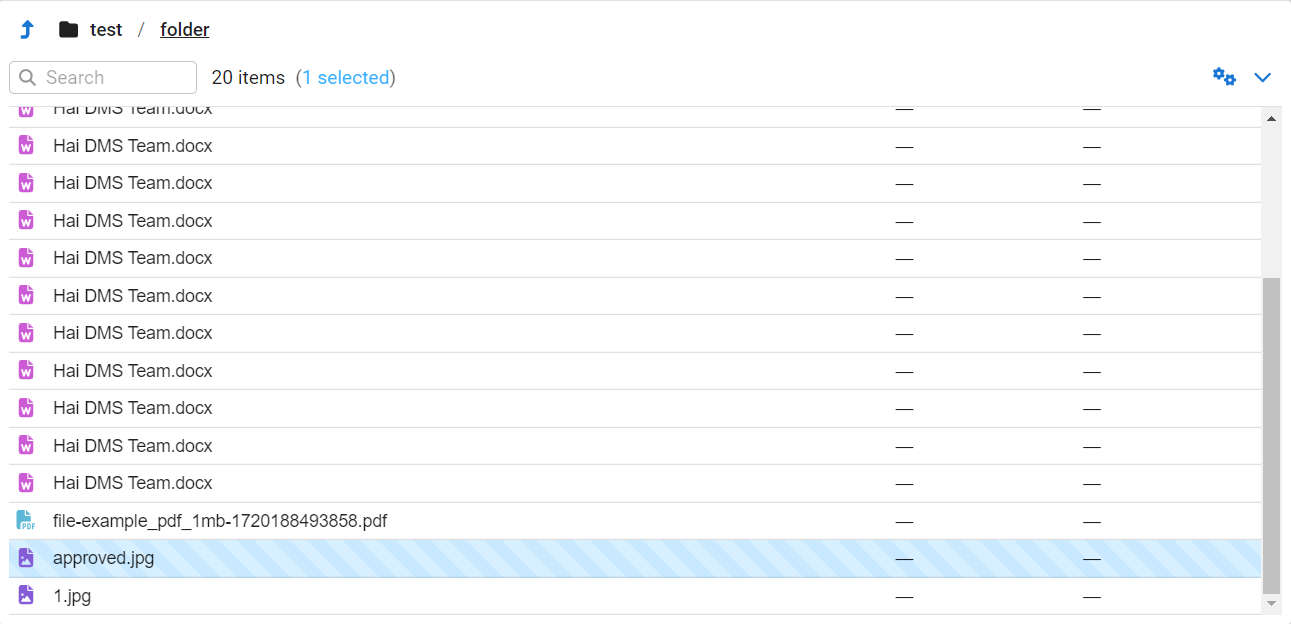 test / folder
Search 20 items (1 selected)
Hai DMS Team.docx — —
Hai DMS Team.docx — —
Hai DMS Team.docx — —
Hai DMS Team.docx — —
Hai DMS Team.docx — —
Hai DMS Team.docx — —
Hai DMS Team.docx — —
Hai DMS Team.docx — —
Hai DMS Team.docx — —
Hai DMS Team.docx — —
Hai DMS Team.docx — —
file-example_pdf_1mb-1720188493858.pdf — —
approved.jpg — —
1.jpg — —